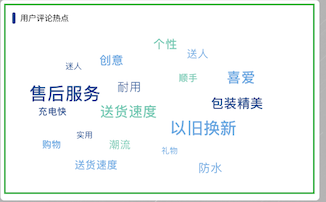 用户评论热点
个性
送人
创意
迷人
顺手
喜爱
耐用
售后服务
包装精美
充电快
送货速度
以旧换新
实用
购物
潮流
礼物
送货速度
防水